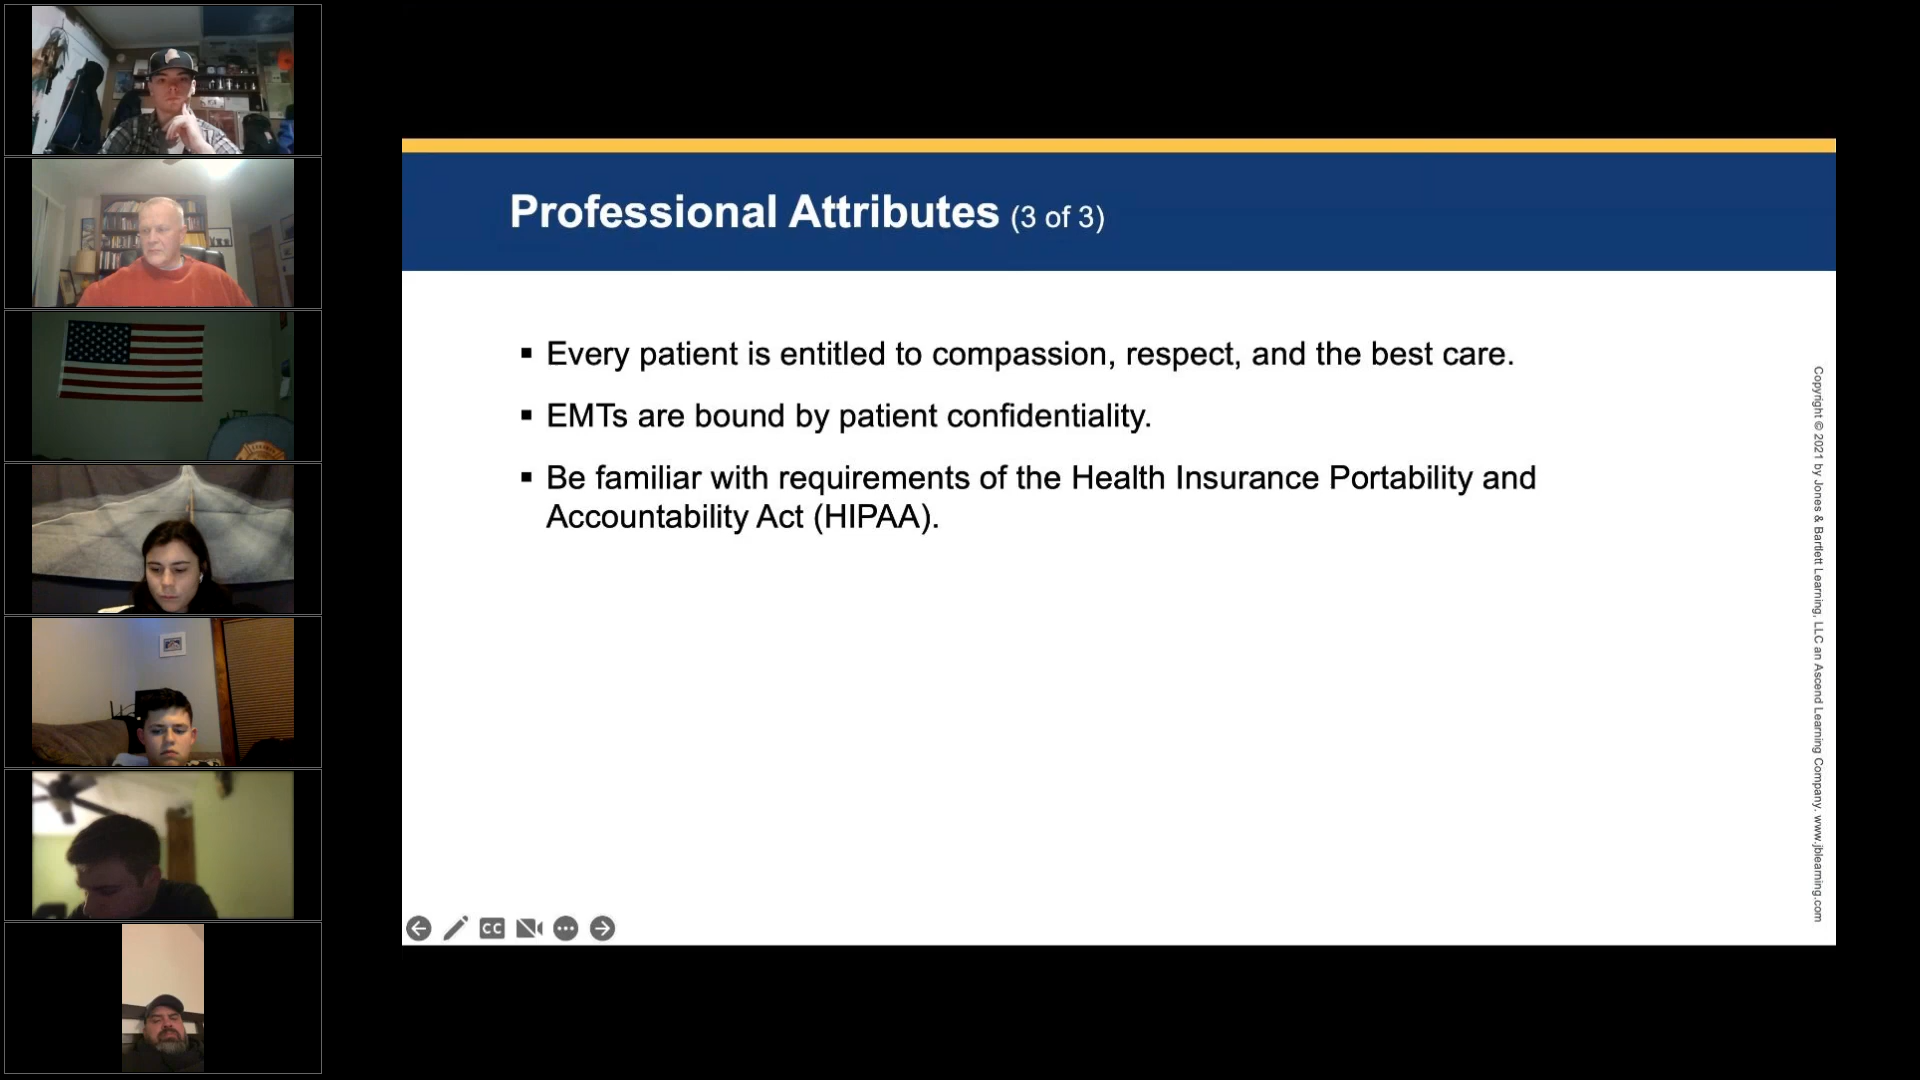 Professional Attributes (3 of 3)
▪ Every patient is entitled to compassion, respect, and the best care.
▪ EMTs are bound by patient confidentiality.
▪ Be familiar with requirements of the Health Insurance Portability and
Accountability Act (HIPAA).
Copyright © 2021 by Jones & Bartlett Learning, LLC an Ascend Learning Company. www.jblearning.com
CC